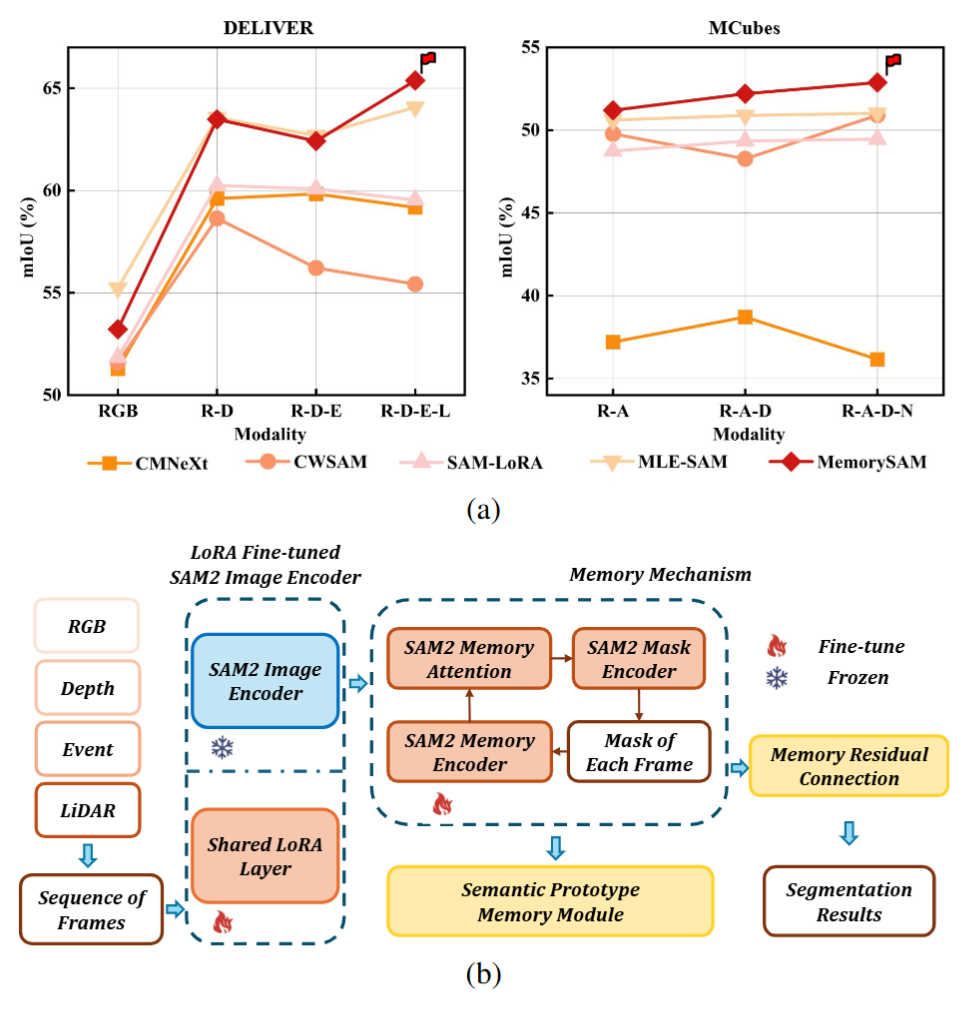 DELIVER
65
60
55
50
mIoU (%)
RGB
R-D
R-D-E
R-D-E-L
Modality
MCubes
55
50
45
40
35
mIoU (%)
R-A
R-A-D
R-A-D-N
Modality
CMNeXt
CWSAM
SAM-LoRA
MLE-SAM
MemorySAM
(a)
RGB
Depth
Event
LiDAR
Sequence of
Frames
LoRA Fine-tuned
SAM2 Image Encoder
SAM2 Image
Encoder
Shared LoRA
Layer
Memory Mechanism
SAM2 Memory
Attention
SAM2 Mask
Encoder
SAM2 Memory
Encoder
Mask of
Each Frame
Semantic Prototype
Memory Module
Fine-tune
Frozen
Memory Residual
Connection
Segmentation
Results
(b)